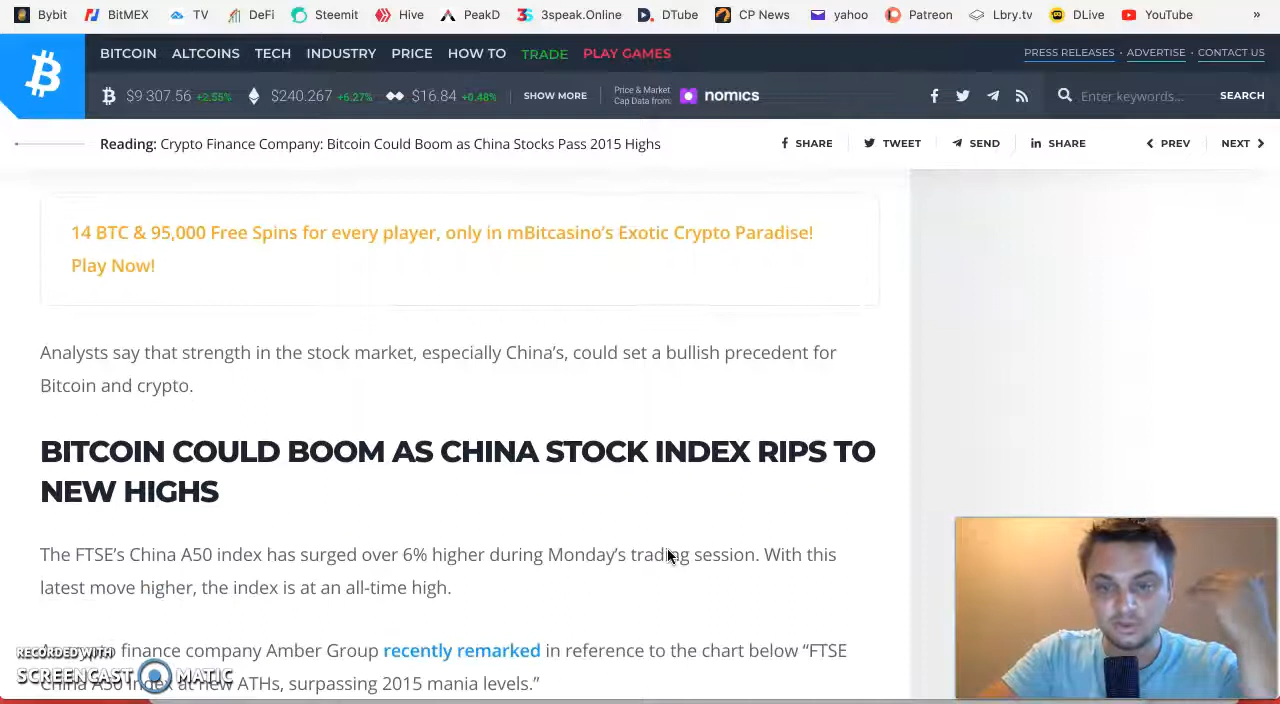 Bybit BitMEX TV DeFi Steemit Hive PeakD 3speak.Online DTube CP News yahoo Patreon Lbry.tv DLive YouTube »
BITCOIN ALTCOINS TECH INDUSTRY PRICE HOW TO TRADE PLAY GAMES PRESS RELEASES · ADVERTISE · CONTACT US
$9 307.56 +2.55% $240.267 +6.27% $16.84 +0.48% SHOW MORE Price & Market
Cap Data from: nomics Enter keywords... SEARCH
Reading: Crypto Finance Company: Bitcoin Could Boom as China Stocks Pass 2015 Highs SHARE TWEET SEND SHARE PREV NEXT
14 BTC & 95,000 Free Spins for every player, only in mBitcasino’s Exotic Crypto Paradise!
Play Now!
Analysts say that strength in the stock market, especially China’s, could set a bullish precedent for
Bitcoin and crypto.
BITCOIN COULD BOOM AS CHINA STOCK INDEX RIPS TO
NEW HIGHS
The FTSE’s China A50 index has surged over 6% higher during Monday’s trading session. With this
latest move higher, the index is at an all-time high.
finance company Amber Group recently remarked in reference to the chart below “FTSE
China A50 index at new ATHs, surpassing 2015 mania levels.”
RECORDED WITH
SCREENCAST MATIC